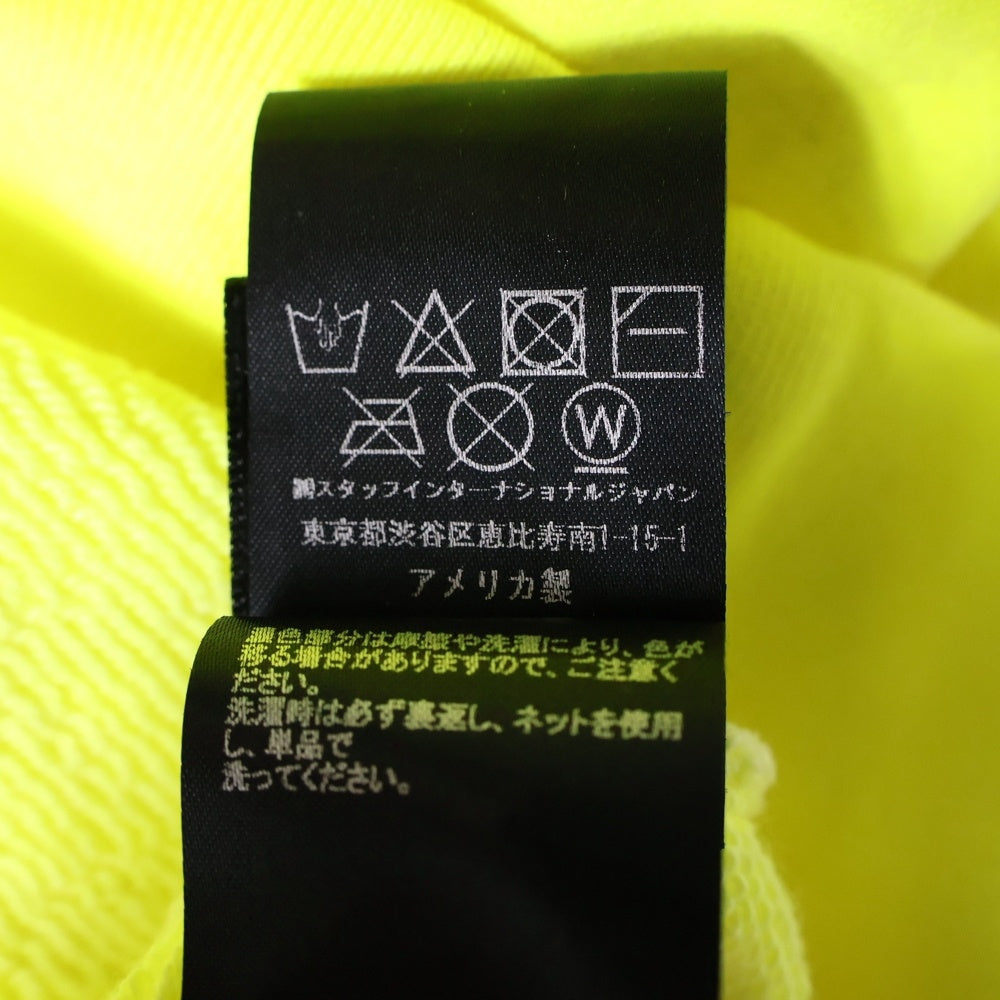 W
㈱スタッフインターナショナルジャパン
東京都渋谷区恵比寿南1-15-1
アメリカ製
濃色部分は摩擦や洗濯により、色が
移る場合がありますので、ご注意く
ださい。
洗濯時は必ず裏返し、ネットを使用
し、単品で
洗ってください。